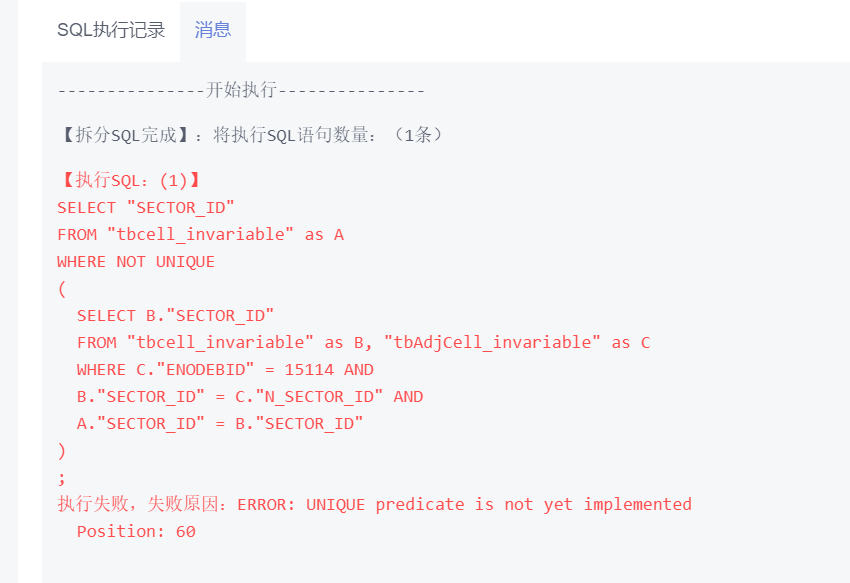 SQL执行记录 消息
---------------开始执行---------------
【拆分SQL完成】：将执行SQL语句数量：（1条）
【执行SQL：(1)】
SELECT "SECTOR_ID"
FROM "tbcell_invariable" as A
WHERE NOT UNIQUE
(
  SELECT B."SECTOR_ID"
  FROM "tbcell_invariable" as B, "tbAdjCell_invariable" as C
  WHERE C."ENODEBID" = 15114 AND
  B."SECTOR_ID" = C."N_SECTOR_ID" AND
  A."SECTOR_ID" = B."SECTOR_ID"
)
;
执行失败，失败原因：ERROR: UNIQUE predicate is not yet implemented
  Position: 60